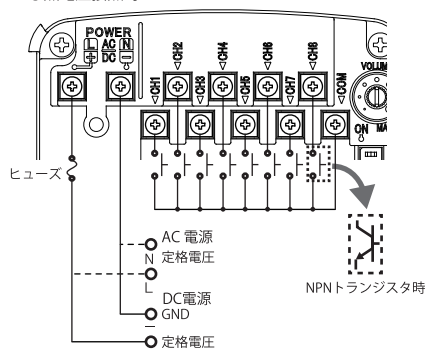 POWER
L AC N
+ DC −
CH1
CH2
CH3
CH4
CH5
CH6
CH7
CH8
COM
VOLUM
ON MA
ヒューズ
AC 電源
N 定格電圧
L
DC電源
GND
−
定格電圧
NPNトランジスタ時